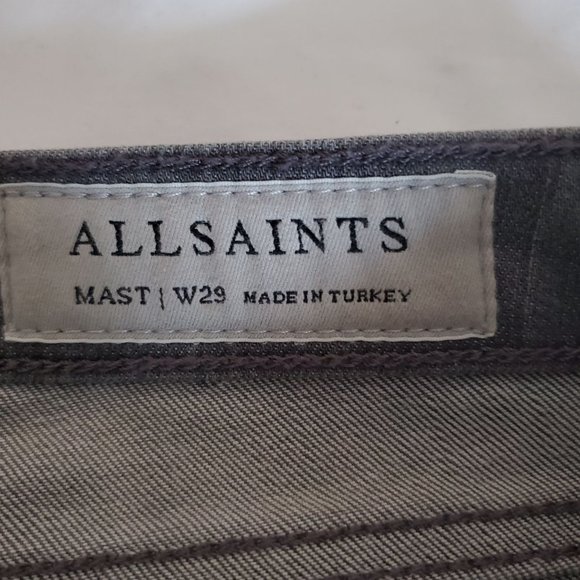 ALLSAINTS
MAST | W29 MADE IN TURKEY